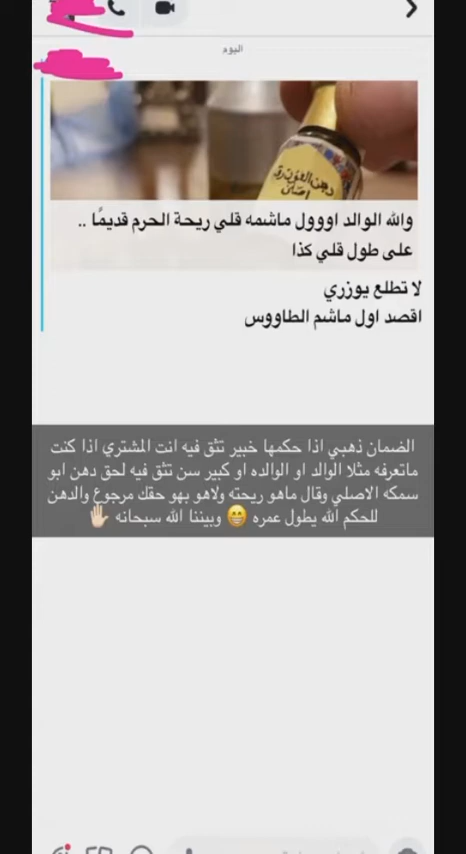 اليوم
دهن العود
والله الوالد اووول ماشمه قلي ريحة الحرم قديمًا ..
على طول قلي كذا
لا تطلع يوزري
اقصد اول ماشم الطاووس
الضمان ذهبي اذا حكمها خبير تثق فيه انت المشتري اذا كنت
ماتعرفه مثلا الوالد او الوالده او كبير سن تثق فيه لحق دهن ابو
سمكه الاصلي وقال ماهو ريحته ولاهو بهو حقك مرجوع والدهن
للحكم الله يطول عمره 😁 وبيننا الله سبحانه ✋🏻